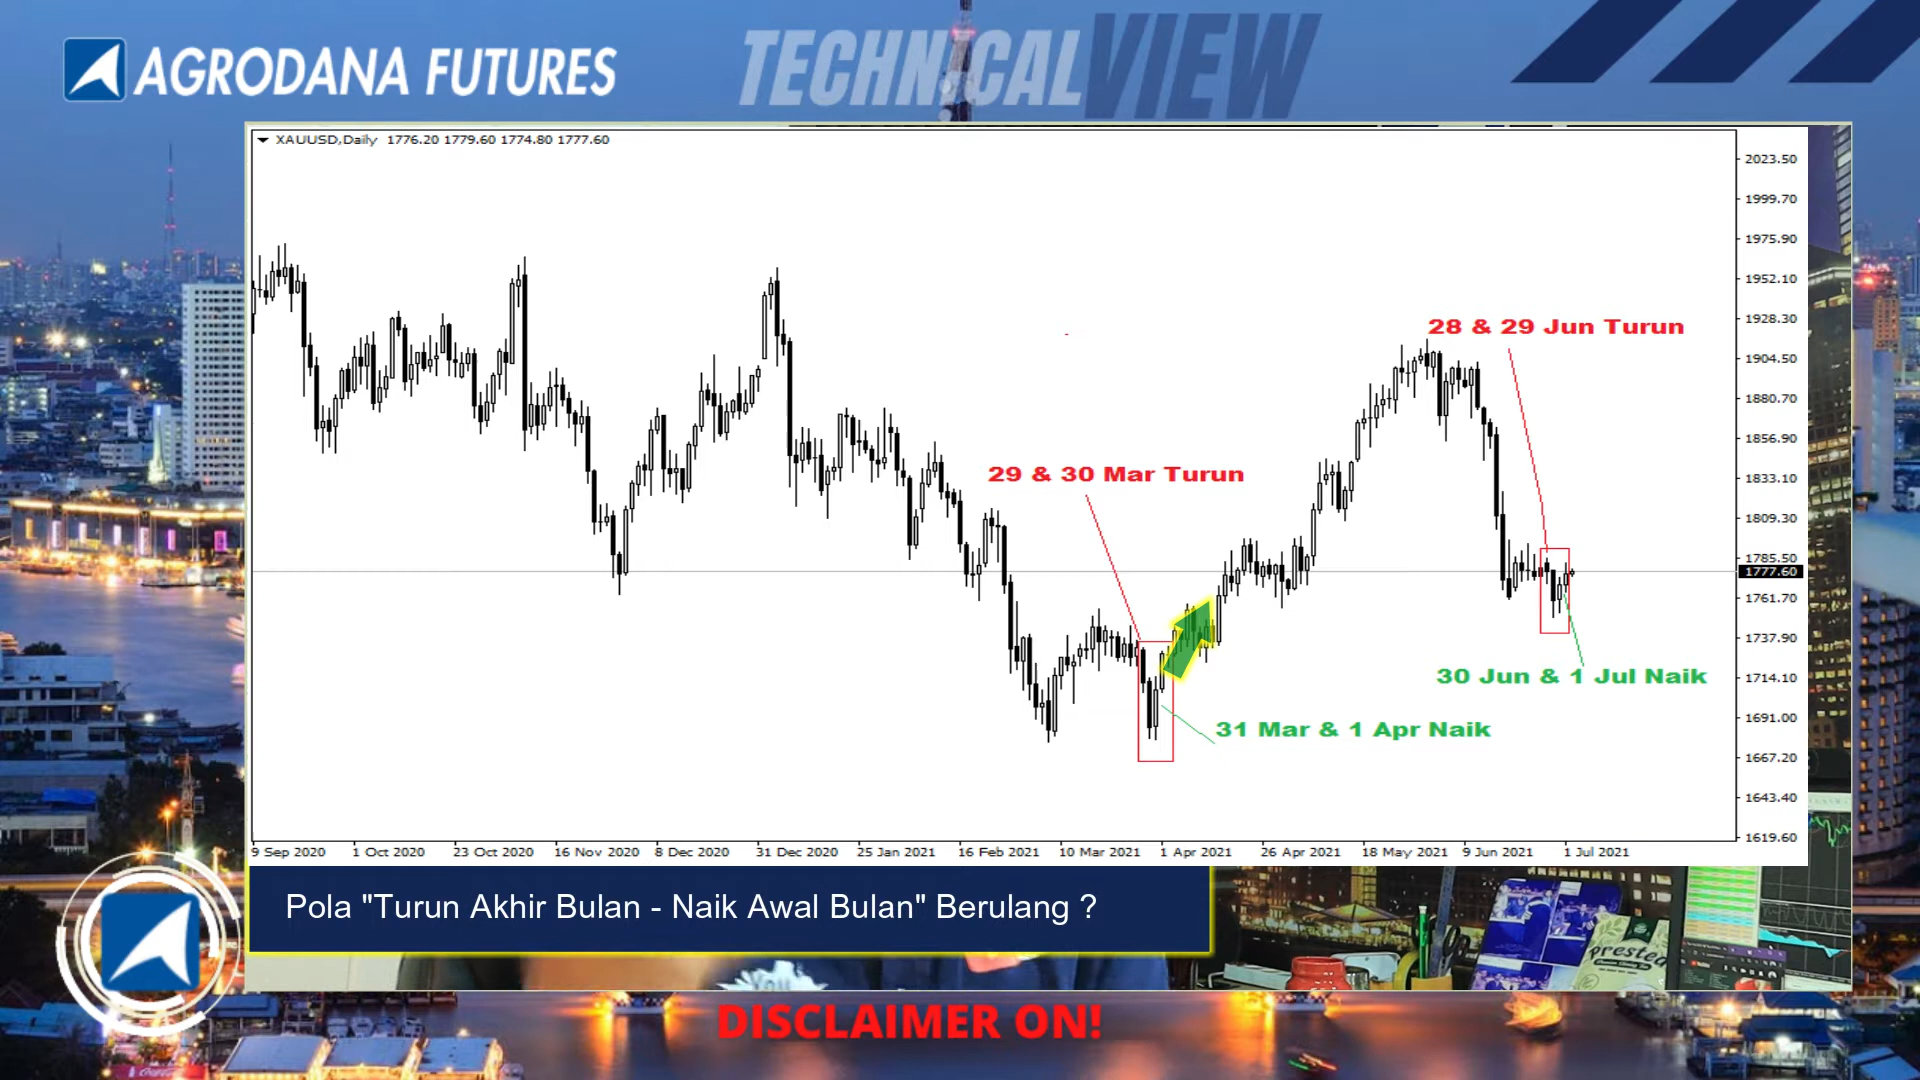 AGRODANA FUTURES
TECHNICAL VIEW
XAUUSD,Daily 1776.20 1779.60 1774.80 1777.60
2023.50
1999.70
1975.90
1952.10
1928.30
28 & 29 Jun Turun
1904.50
1880.70
1856.90
29 & 30 Mar Turun
1833.10
1809.30
1785.50
1777.60
1761.70
1737.90
30 Jun & 1 Jul Naik
1714.10
31 Mar & 1 Apr Naik
1691.00
1667.20
1643.40
1619.60
9 Sep 2020 1 Oct 2020 23 Oct 2020 16 Nov 2020 8 Dec 2020 31 Dec 2020 25 Jan 2021 16 Feb 2021 10 Mar 2021 1 Apr 2021 26 Apr 2021 18 May 2021 9 Jun 2021 1 Jul 2021
Pola "Turun Akhir Bulan - Naik Awal Bulan" Berulang ?
YOU
DISCLAIMER ON!